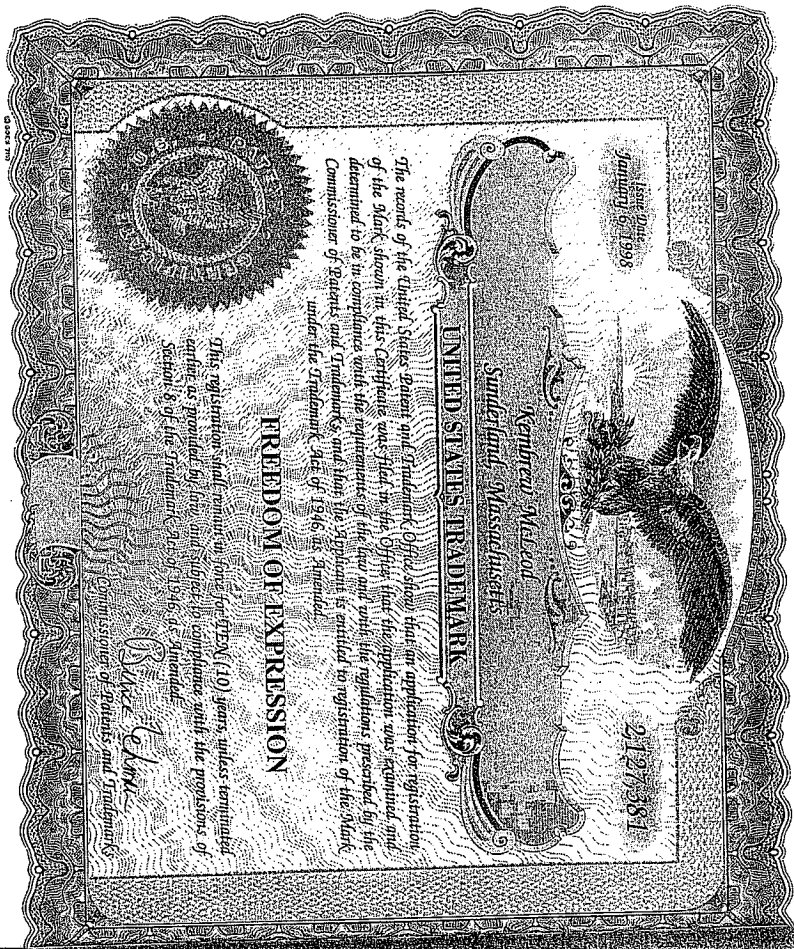 Issue Date
January 6, 1998
2127381
Kembrew McLeod
Sunderland, Massachusetts
UNITED STATES TRADEMARK
The records of the United States Patent and Trademark Office show that an application for registration
of the Mark shown in this Certificate was filed in the Office; that the application was examined and
determined to be in compliance with the requirements of the law and with the regulations prescribed by the
Commissioner of Patents and Trademarks; and that the Applicant is entitled to registration of the Mark
under the Trademark Act of 1946, as Amended.
FREEDOM OF EXPRESSION
This registration shall remain in force for TEN (10) years unless terminated
earlier as provided by law, and subject to compliance with the provisions of
Section 8 of the Trademark Act of 1946, as Amended.
Commissioner of Patents and Trademarks
CERTIFICATE